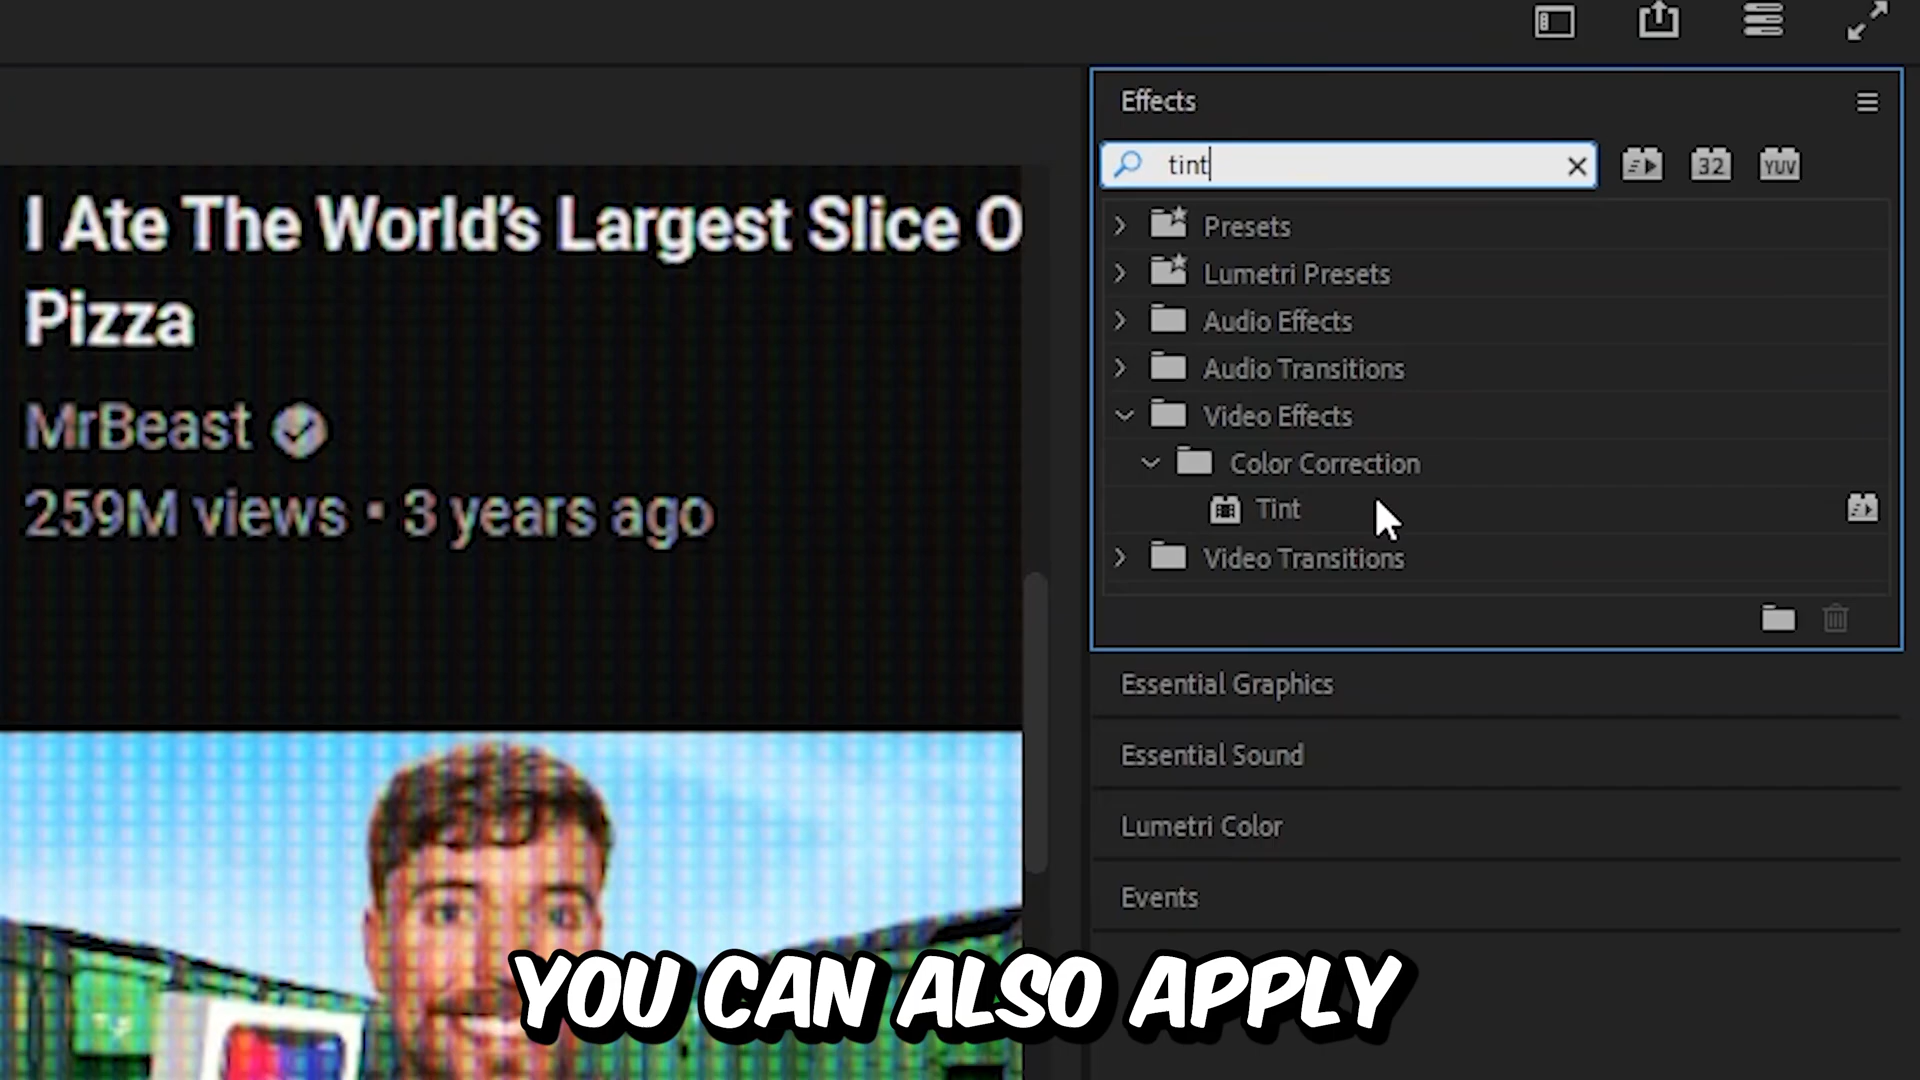 Effects
tint
32
YUV
Presets
Lumetri Presets
Audio Effects
Audio Transitions
Video Effects
Color Correction
Tint
Video Transitions
Essential Graphics
Essential Sound
Lumetri Color
Events
I Ate The World's Largest Slice O
Pizza
MrBeast
259M views • 3 years ago
YOU CAN ALSO APPLY